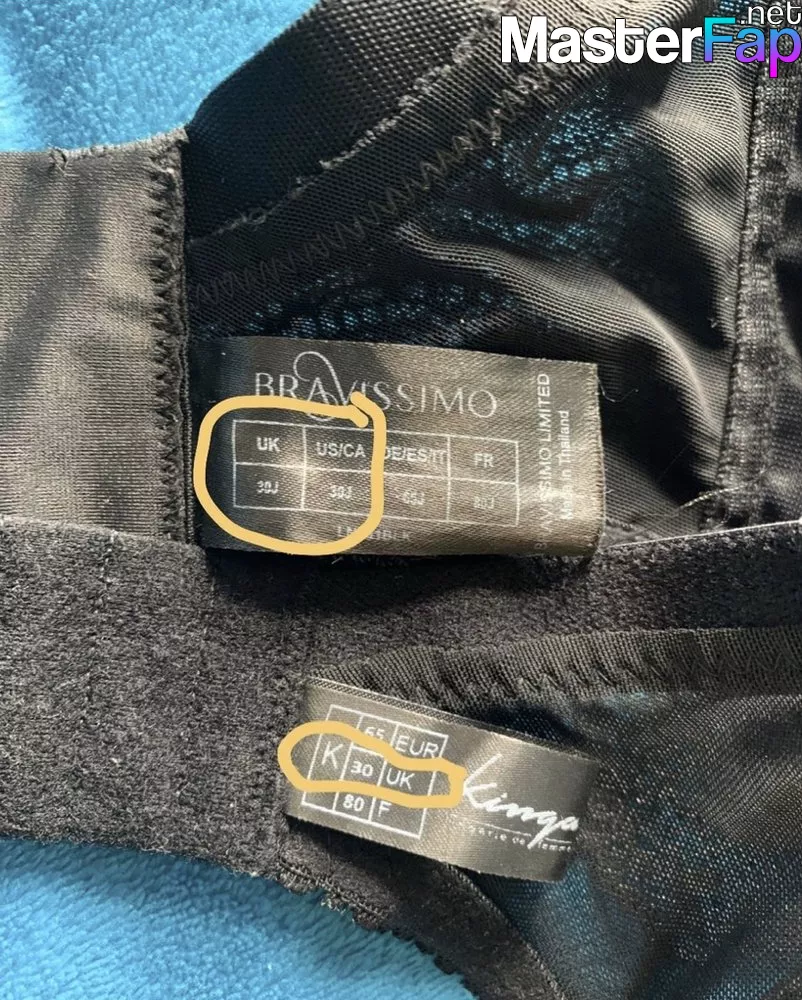 .net
MasterFap
BRAVISSIMO
UK US/CA DE/ES/IT FR
30J 30J 65J 80J
BRAVISSIMO LIMITED
Made in Thailand
65 EUR
K 30 UK
80 F
kinga